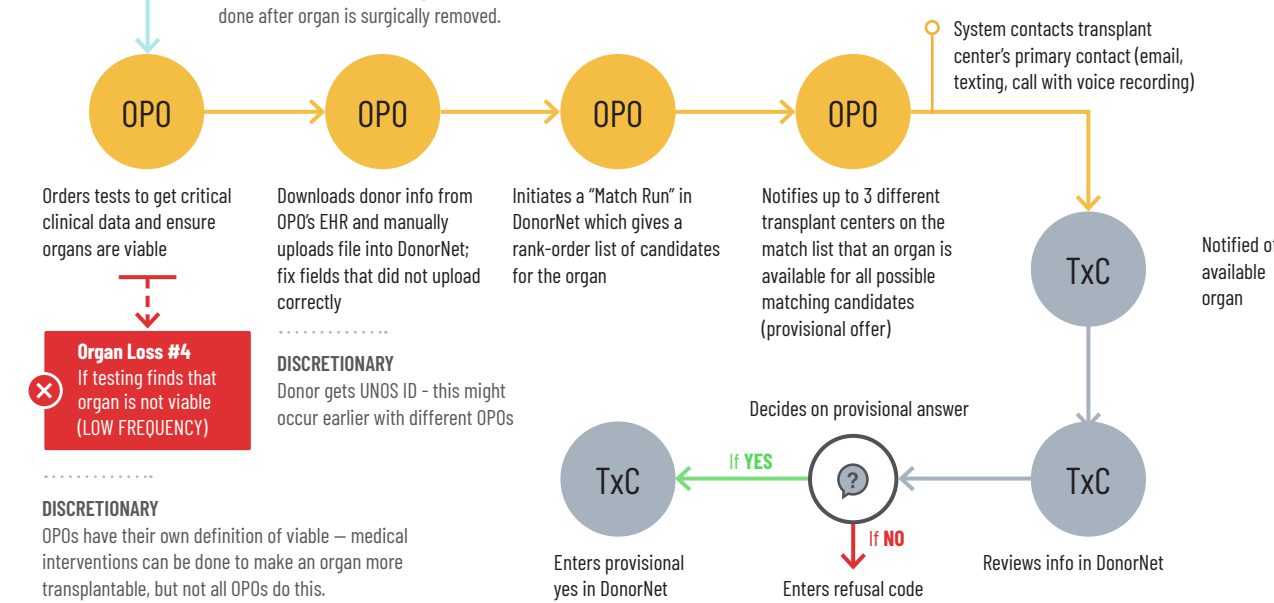 done after organ is surgically removed.
System contacts transplant
center's primary contact (email,
texting, call with voice recording)
OPO
OPO
OPO
OPO
Orders tests to get critical
clinical data and ensure
organs are viable
Downloads donor info from
OPO's EHR and manually
uploads file into DonorNet;
fix fields that did not upload
correctly
Initiates a “Match Run” in
DonorNet which gives a
rank-order list of candidates
for the organ
Notifies up to 3 different
transplant centers on the
match list that an organ is
available for all possible
matching candidates
(provisional offer)
TxC
Notified of
available
organ
Organ Loss #4
If testing finds that
organ is not viable
(LOW FREQUENCY)
DISCRETIONARY
Donor gets UNOS ID - this might
occur earlier with different OPOs
Decides on provisional answer
TxC
If YES
?
TxC
If NO
DISCRETIONARY
OPOs have their own definition of viable — medical
interventions can be done to make an organ more
transplantable, but not all OPOs do this.
Enters provisional
yes in DonorNet
Enters refusal code
Reviews info in DonorNet